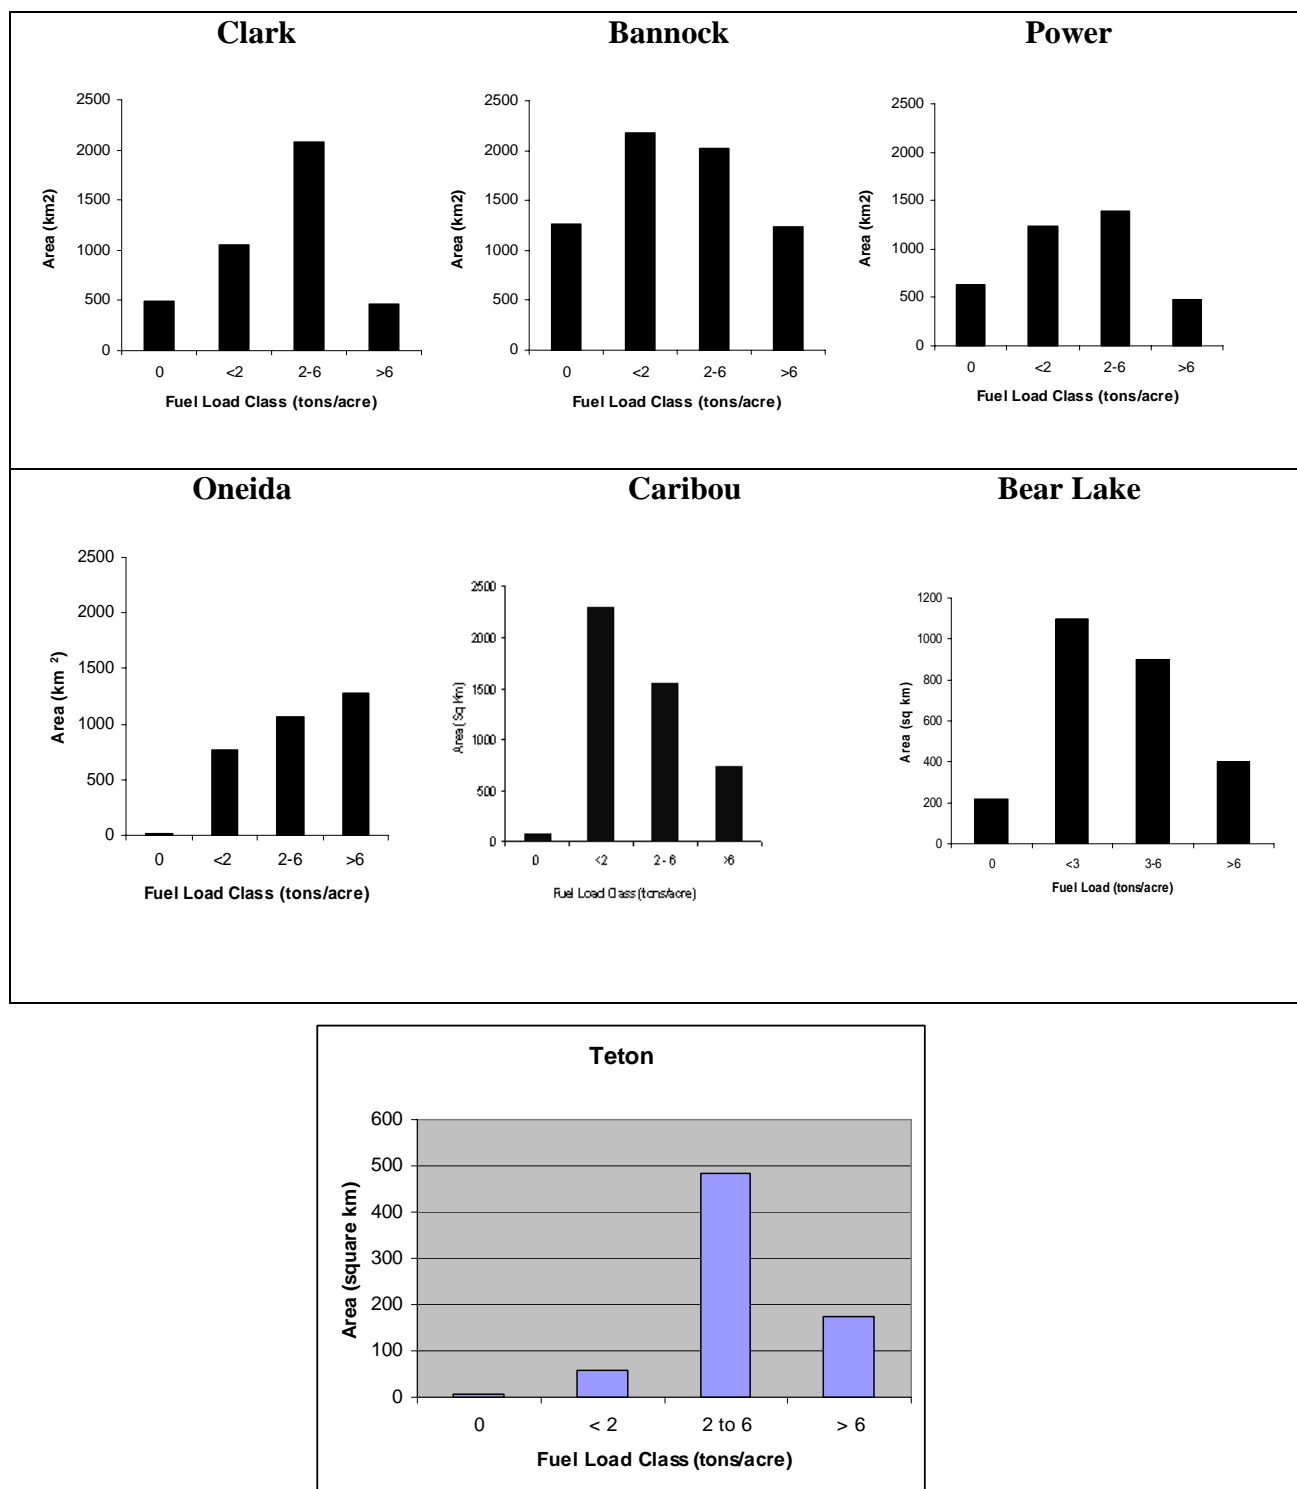 Clark
2500
2000
1500
1000
500
0
Area (km2)
0 <2 2-6 >6
Fuel Load Class (tons/acre)
Bannock
2500
2000
1500
1000
500
0
Area (km2)
0 <2 2-6 >6
Fuel Load Class (tons/acre)
Power
2500
2000
1500
1000
500
0
Area (km2)
0 <2 2-6 >6
Fuel Load Class (tons/acre)
Oneida
2500
2000
1500
1000
500
0
Area (km ²)
0 <2 2-6 >6
Fuel Load Class (tons/acre)
Caribou
2500
2000
1500
1000
500
0
Area (Sq Km)
0 <2 2 - 6 >6
Fuel Load Class (tons/acre)
Bear Lake
1200
1000
800
600
400
200
0
Area (sq km)
0 <3 3-6 >6
Fuel Load (tons/acre)
Teton
600
500
400
300
200
100
0
Area (square km)
0 < 2 2 to 6 > 6
Fuel Load Class (tons/acre)